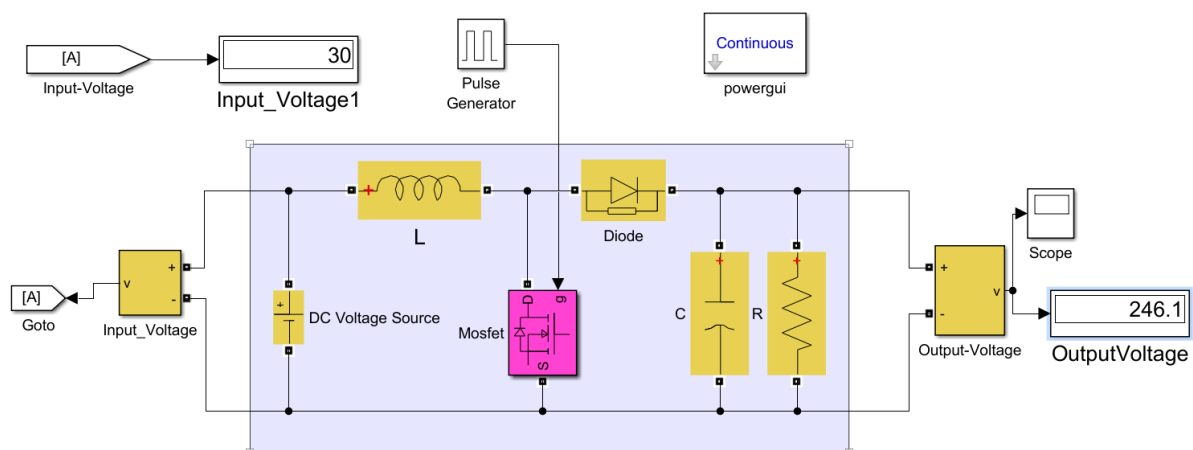 [A]
Input-Voltage
30
Input_Voltage1
Pulse
Generator
Continuous
powergui
+
L
+
Diode
Scope
+
v
-
[A]
Goto
Input_Voltage
+
DC Voltage Source
D
g
S
Mosfet
+
C
+
R
+
v
-
Output-Voltage
246.1
OutputVoltage